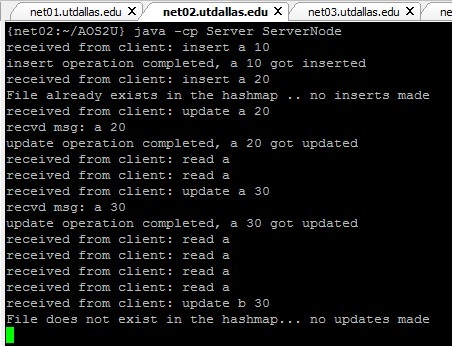 net01.utdallas.edu X net02.utdallas.edu X net03.utdallas.edu X
{net02:~/AOS2U} java -cp Server ServerNode
received from client: insert a 10
insert operation completed, a 10 got inserted
received from client: insert a 20
File already exists in the hashmap .. no inserts made
received from client: update a 20
recvd msg: a 20
update operation completed, a 20 got updated
received from client: read a
received from client: read a
received from client: update a 30
recvd msg: a 30
update operation completed, a 30 got updated
received from client: read a
received from client: read a
received from client: read a
received from client: read a
received from client: update b 30
File does not exist in the hashmap... no updates made